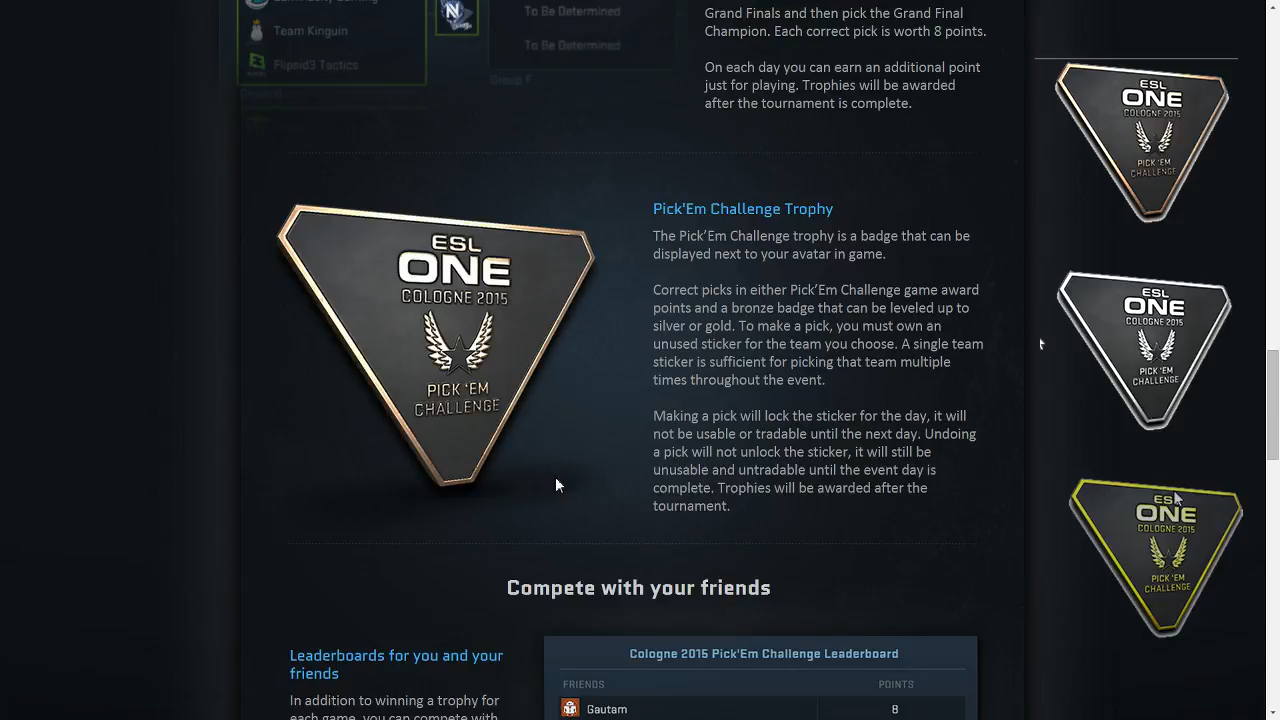 Luminosity Gaming
Team Kinguin
Flipsid3 Tactics
N
To Be Determined
To Be Determined
Group F
Grand Finals and then pick the Grand Final
Champion. Each correct pick is worth 8 points.
On each day you can earn an additional point
just for playing. Trophies will be awarded
after the tournament is complete.
ESL
ONE
COLOGNE 2015
PICK 'EM
CHALLENGE
Pick'Em Challenge Trophy
The Pick’Em Challenge trophy is a badge that can be
displayed next to your avatar in game.
Correct picks in either Pick’Em Challenge game award
points and a bronze badge that can be leveled up to
silver or gold. To make a pick, you must own an
unused sticker for the team you choose. A single team
sticker is sufficient for picking that team multiple
times throughout the event.
Making a pick will lock the sticker for the day, it will
not be usable or tradable until the next day. Undoing
a pick will not unlock the sticker, it will still be
unusable and untradable until the event day is
complete. Trophies will be awarded after the
tournament.
ESL
ONE
COLOGNE 2015
PICK 'EM
CHALLENGE
ESL
ONE
COLOGNE 2015
PICK 'EM
CHALLENGE
ESL
ONE
COLOGNE 2015
PICK 'EM
CHALLENGE
Compete with your friends
Leaderboards for you and your
friends
In addition to winning a trophy for
each game, you can compete with
Cologne 2015 Pick'Em Challenge Leaderboard
FRIENDS POINTS
Gautam 8